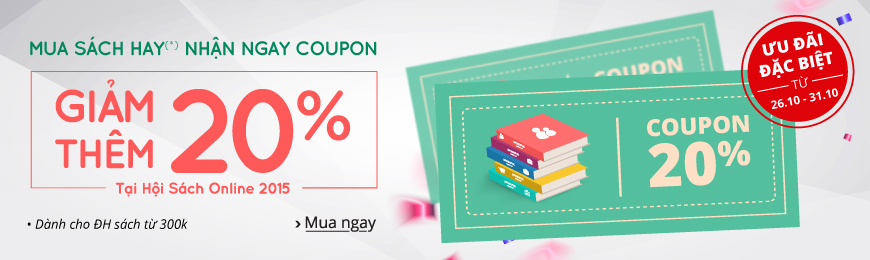 MUA SÁCH HAY(*) NHẬN NGAY COUPON
GIẢM
THÊM
20%
Tại Hội Sách Online 2015
• Dành cho ĐH sách từ 300k
› Mua ngay
COUPON
COUPON
20%
ƯU ĐÃI
ĐẶC BIỆT
TỪ
26.10 - 31.10